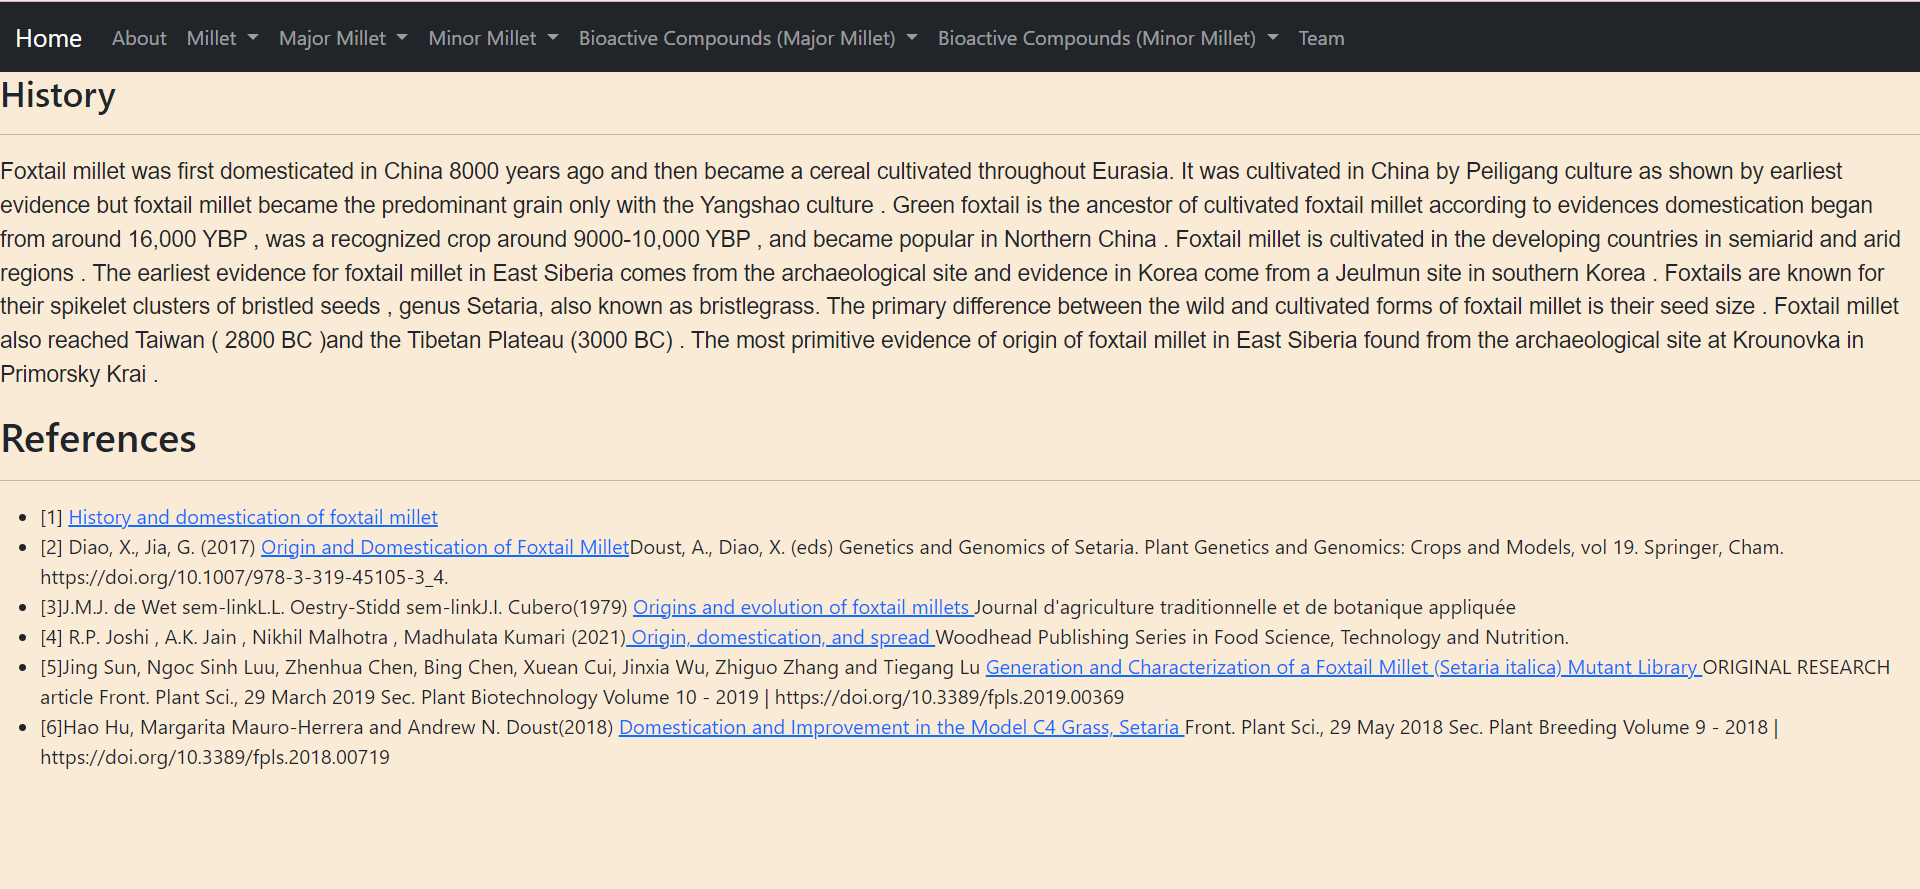 Home About Millet Major Millet Minor Millet Bioactive Compounds (Major Millet) Bioactive Compounds (Minor Millet) Team
History
Foxtail millet was first domesticated in China 8000 years ago and then became a cereal cultivated throughout Eurasia. It was cultivated in China by Peiligang culture as shown by earliest
evidence but foxtail millet became the predominant grain only with the Yangshao culture . Green foxtail is the ancestor of cultivated foxtail millet according to evidences domestication began
from around 16,000 YBP , was a recognized crop around 9000-10,000 YBP , and became popular in Northern China . Foxtail millet is cultivated in the developing countries in semiarid and arid
regions . The earliest evidence for foxtail millet in East Siberia comes from the archaeological site and evidence in Korea come from a Jeulmun site in southern Korea . Foxtails are known for
their spikelet clusters of bristled seeds , genus Setaria, also known as bristlegrass. The primary difference between the wild and cultivated forms of foxtail millet is their seed size . Foxtail millet
also reached Taiwan ( 2800 BC )and the Tibetan Plateau (3000 BC) . The most primitive evidence of origin of foxtail millet in East Siberia found from the archaeological site at Krounovka in
Primorsky Krai .
References
• [1] History and domestication of foxtail millet
• [2] Diao, X., Jia, G. (2017) Origin and Domestication of Foxtail MilletDoust, A., Diao, X. (eds) Genetics and Genomics of Setaria. Plant Genetics and Genomics: Crops and Models, vol 19. Springer, Cham.
https://doi.org/10.1007/978-3-319-45105-3_4.
• [3]J.M.J. de Wet sem-linkL.L. Oestry-Stidd sem-linkJ.I. Cubero(1979) Origins and evolution of foxtail millets Journal d'agriculture traditionnelle et de botanique appliquée
• [4] R.P. Joshi , A.K. Jain , Nikhil Malhotra , Madhulata Kumari (2021) Origin, domestication, and spread Woodhead Publishing Series in Food Science, Technology and Nutrition.
• [5]Jing Sun, Ngoc Sinh Luu, Zhenhua Chen, Bing Chen, Xuean Cui, Jinxia Wu, Zhiguo Zhang and Tiegang Lu Generation and Characterization of a Foxtail Millet (Setaria italica) Mutant Library ORIGINAL RESEARCH
article Front. Plant Sci., 29 March 2019 Sec. Plant Biotechnology Volume 10 - 2019 | https://doi.org/10.3389/fpls.2019.00369
• [6]Hao Hu, Margarita Mauro-Herrera and Andrew N. Doust(2018) Domestication and Improvement in the Model C4 Grass, Setaria Front. Plant Sci., 29 May 2018 Sec. Plant Breeding Volume 9 - 2018 |
https://doi.org/10.3389/fpls.2018.00719